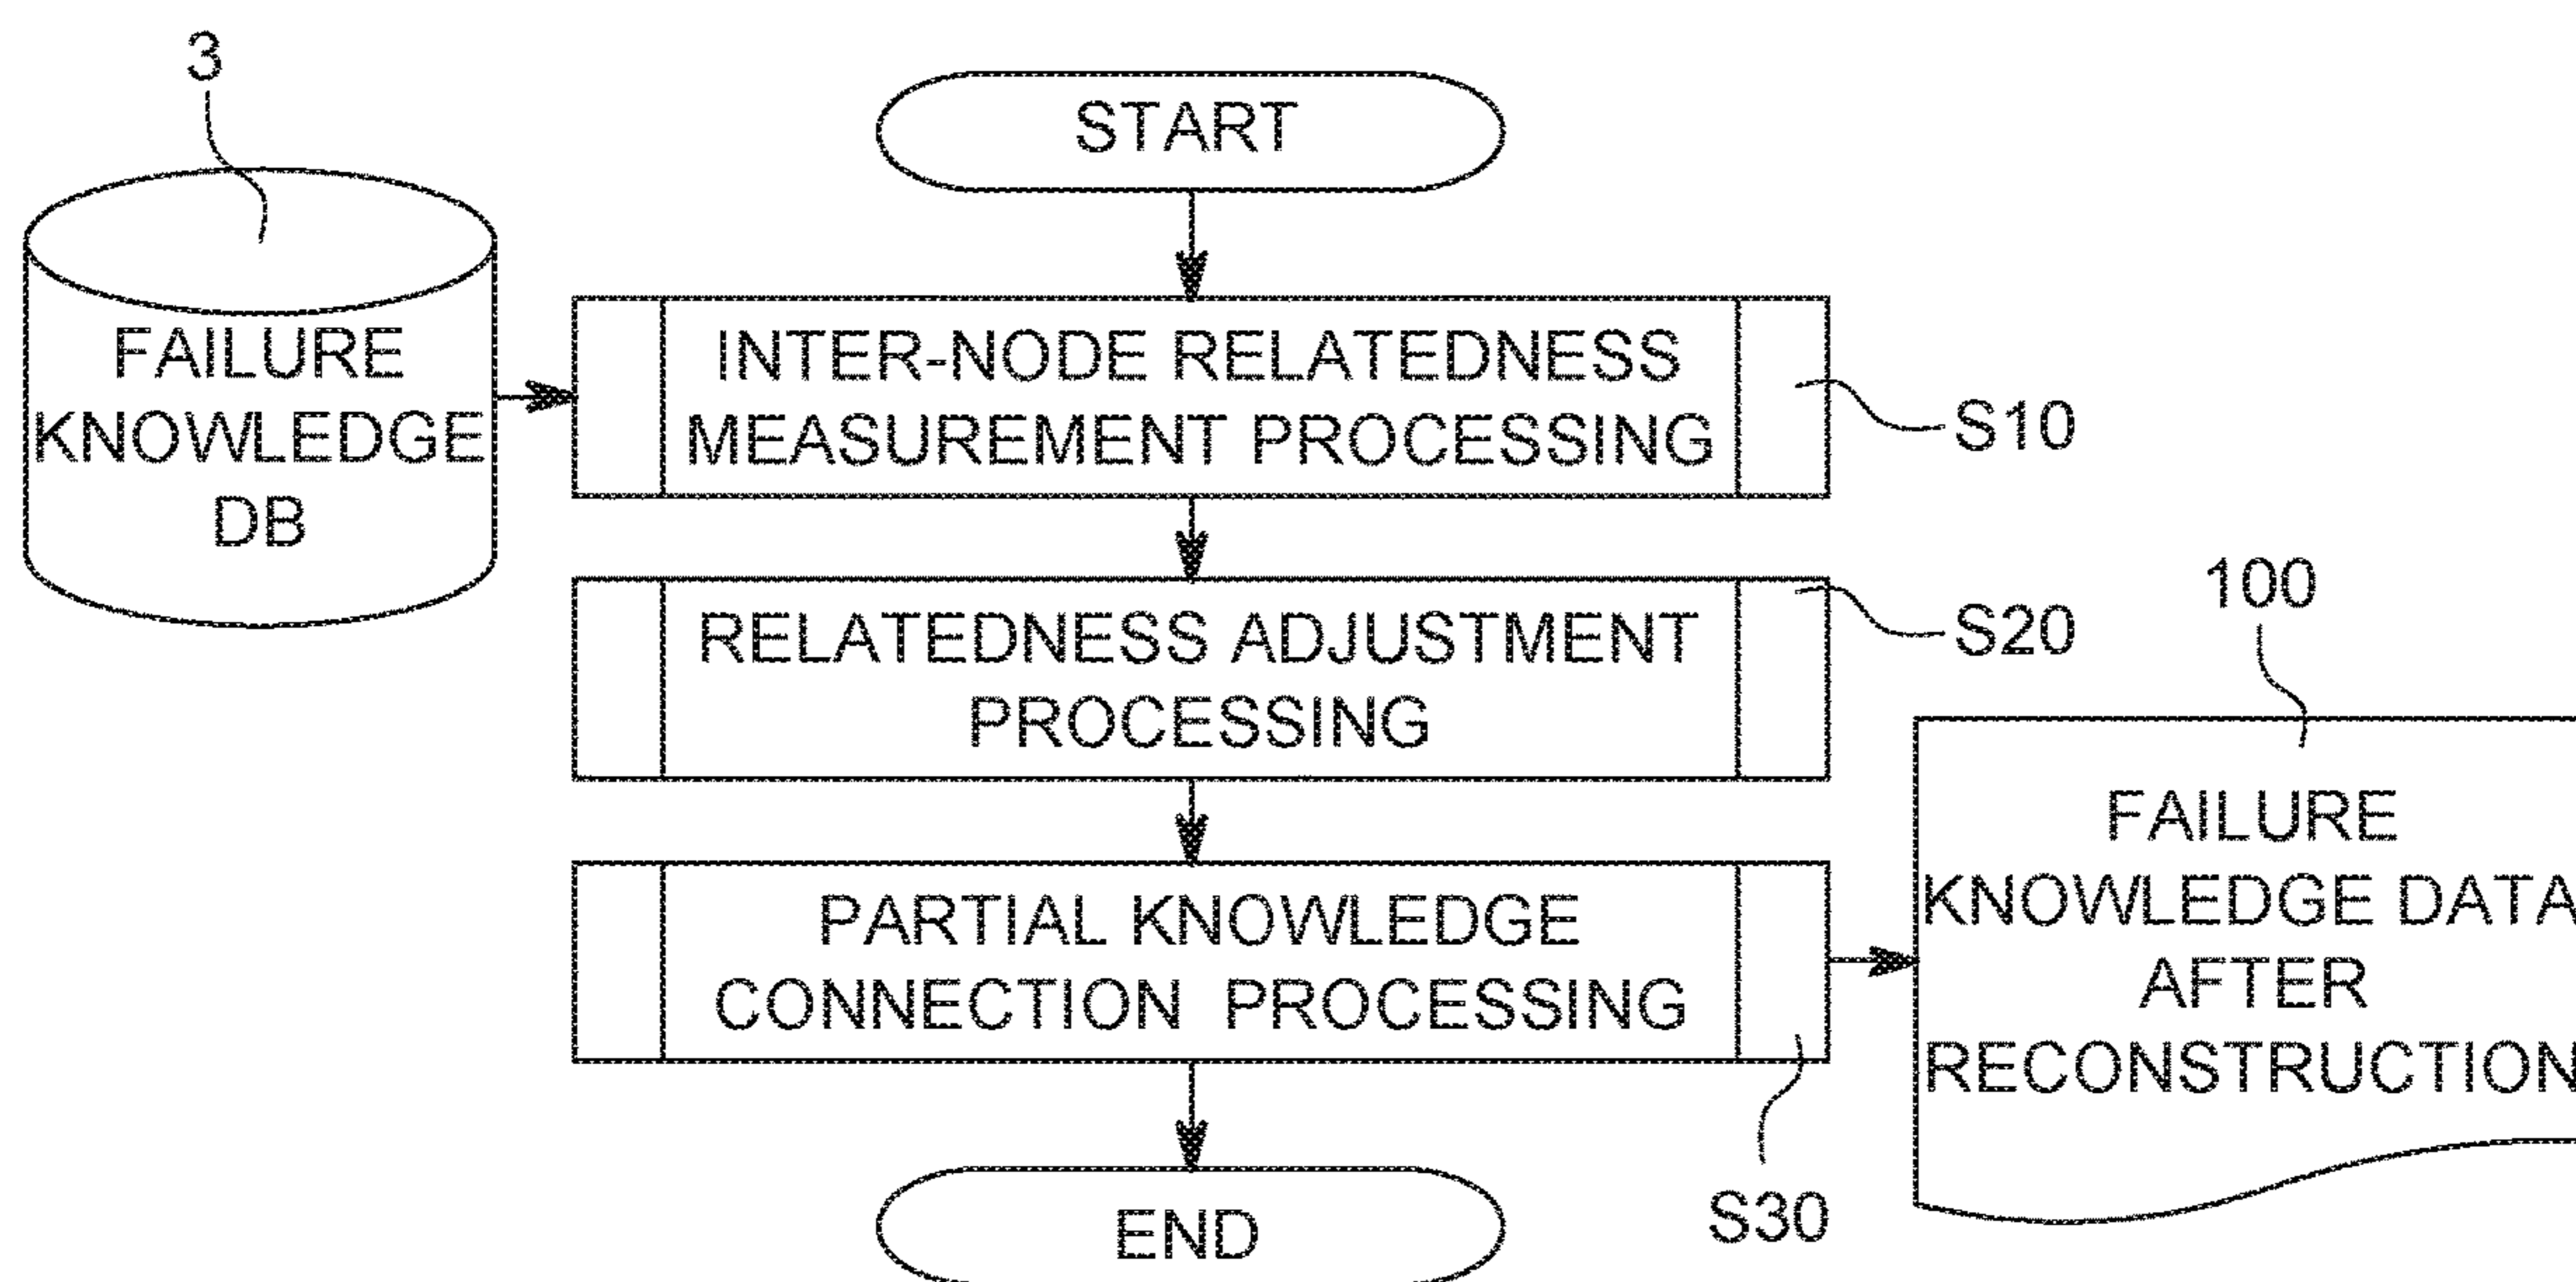 3
START
FAILURE
KNOWLEDGE
DB
INTER-NODE RELATEDNESS
MEASUREMENT PROCESSING
S10
RELATEDNESS ADJUSTMENT
PROCESSING
S20
100
PARTIAL KNOWLEDGE
CONNECTION PROCESSING
S30
FAILURE
KNOWLEDGE DATA
AFTER
RECONSTRUCTION
END